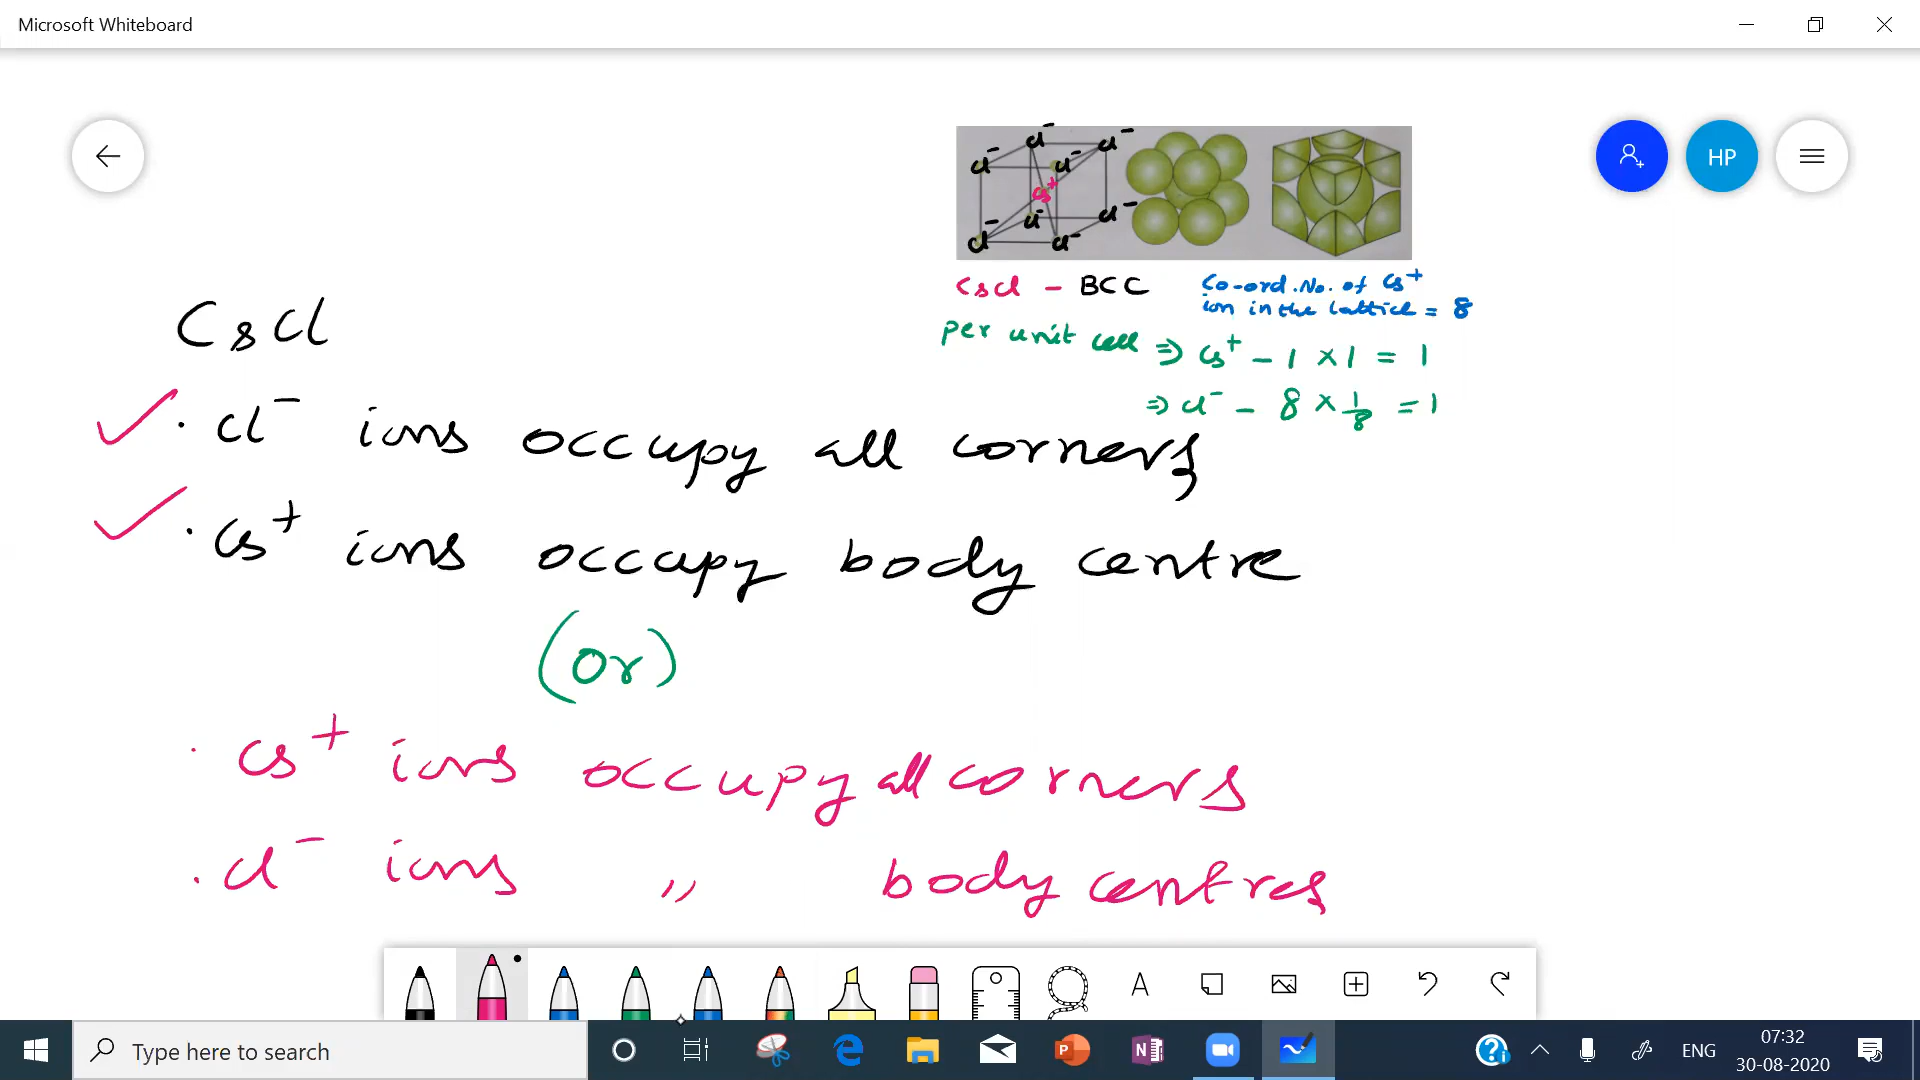 Microsoft Whiteboard
HP
Cl⁻ Cl⁻
Cl⁻ Cl⁻
Cs⁺
Cl⁻ Cl⁻
Cl⁻ Cl⁻
CsCl - BCC
Co-ord.No. of Cs⁺
ion in the lattice = 8
per unit cell ⇒ Cs⁺ - 1 × 1 = 1
⇒ Cl⁻ - 8 × 1/8 = 1
CsCl
✓ · Cl⁻ ions occupy all corners
✓ · Cs⁺ ions occupy body centre
(or)
· Cs⁺ ions occupy all corners
· Cl⁻ ions ,, body centres
A
Type here to search
ENG
07:32
30-08-2020